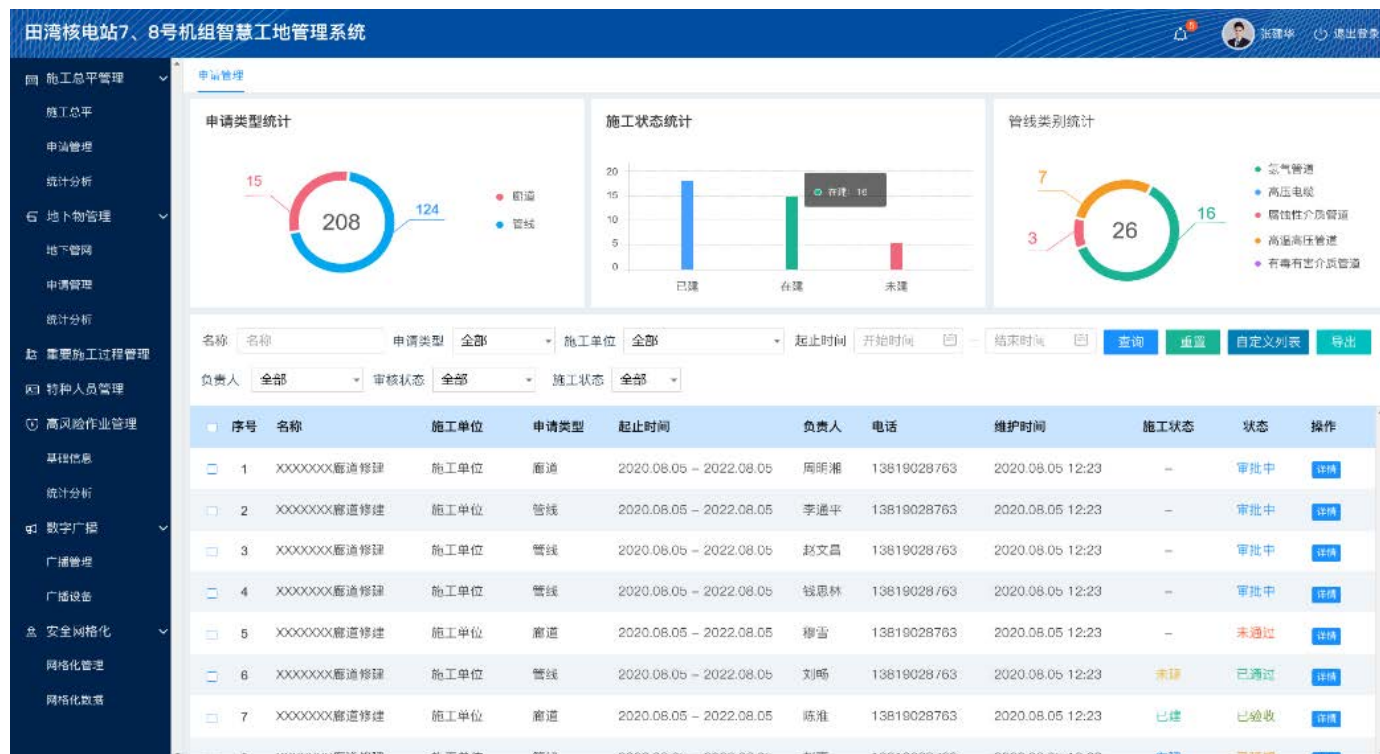 田湾核电站7、8号机组智慧工地管理系统
张建华 退出登录
施工总平管理
施工总平
申请管理
统计分析
地下物管理
地下管网
申请管理
统计分析
重要施工过程管理
特种人员管理
高风险作业管理
基础信息
统计分析
数字广播
广播管理
广播设备
安全网格化
网格化管理
网格化数据
申请管理
申请类型统计
15
208
124
廊道
管线
施工状态统计
20
15
10
5
0
在建: 16
已建 在建 未建
管线类别统计
7
3
26
16
氢气管道
高压电缆
腐蚀性介质管道
高温高压管道
有毒有害介质管道
名称 名称 申请类型 全部 施工单位 全部 起止时间 开始时间 – 结束时间 查询 重置 自定义列表 导出
负责人 全部 审核状态 全部 施工状态 全部
序号 名称 施工单位 申请类型 起止时间 负责人 电话 维护时间 施工状态 状态 操作
1 XXXXXXX廊道修建 施工单位 廊道 2020.08.05 – 2022.08.05 周明湘 13819028763 2020.08.05 12:23 – 审批中 详情
2 XXXXXXX廊道修建 施工单位 管线 2020.08.05 – 2022.08.05 李通平 13819028763 2020.08.05 12:23 – 审批中 详情
3 XXXXXXX廊道修建 施工单位 管线 2020.08.05 – 2022.08.05 赵文昌 13819028763 2020.08.05 12:23 – 审批中 详情
4 XXXXXXX廊道修建 施工单位 管线 2020.08.05 – 2022.08.05 钱思林 13819028763 2020.08.05 12:23 – 审批中 详情
5 XXXXXXX廊道修建 施工单位 廊道 2020.08.05 – 2022.08.05 穆雪 13819028763 2020.08.05 12:23 – 未通过 详情
6 XXXXXXX廊道修建 施工单位 管线 2020.08.05 – 2022.08.05 刘畅 13819028763 2020.08.05 12:23 未建 已通过 详情
7 XXXXXXX廊道修建 施工单位 廊道 2020.08.05 – 2022.08.05 陈淮 13819028763 2020.08.05 12:23 已建 已验收 详情